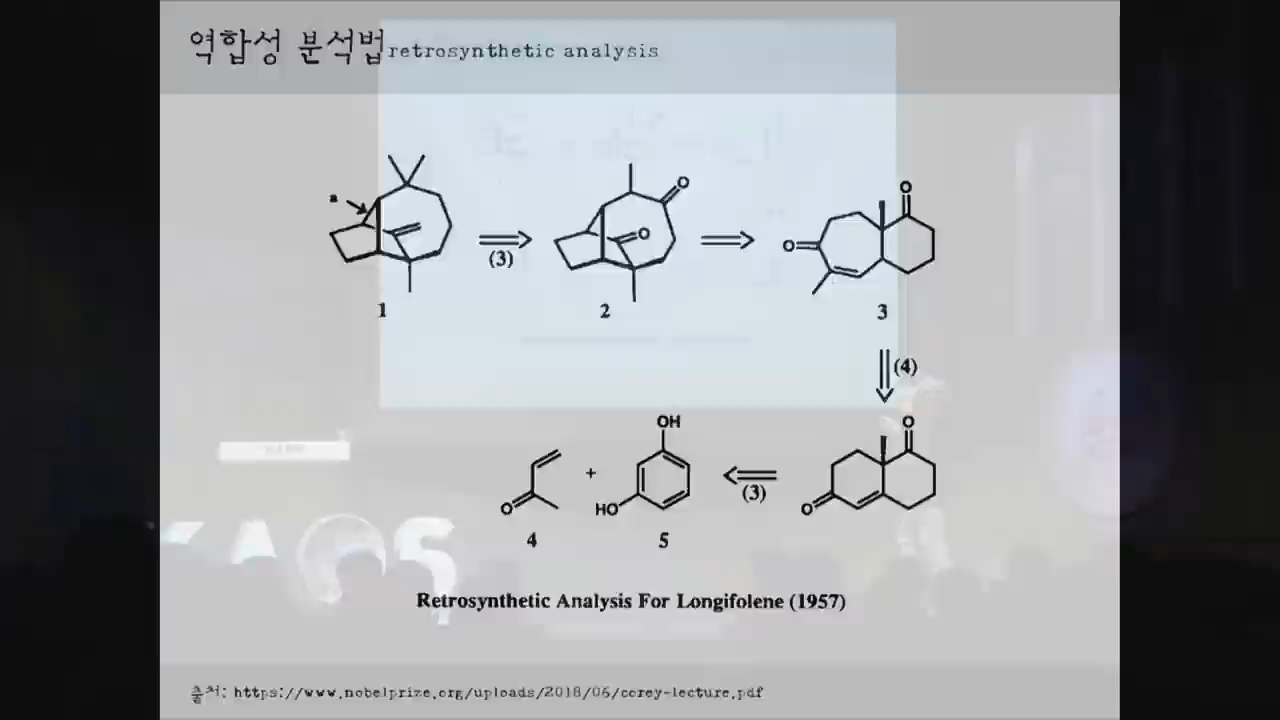 역합성 분석법 retrosynthetic analysis
a
O
O
O
O
(3)
1
2
3
(4)
OH
O
O
+
HO
O
(3)
4
5
Retrosynthetic Analysis For Longifolene (1957)
KAOS
출처: https://www.nobelprize.org/uploads/2018/06/corey-lecture.pdf